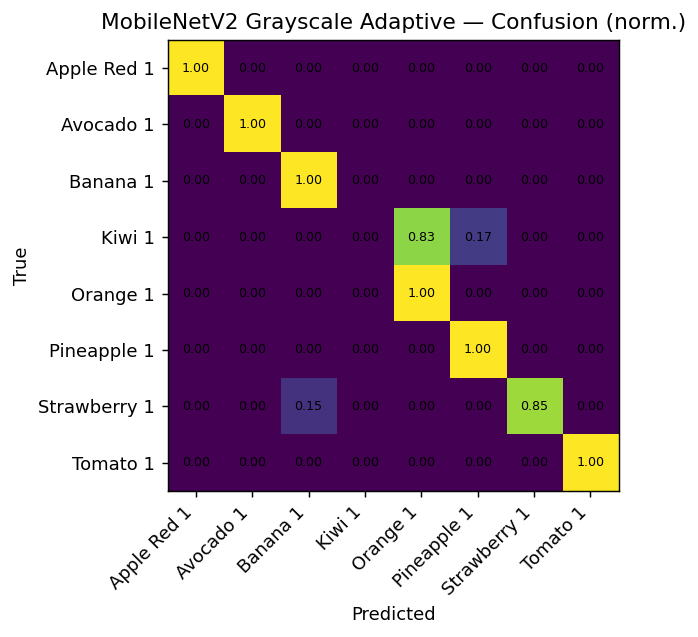 MobileNetV2 Grayscale Adaptive — Confusion (norm.)
True
Apple Red 1 1.00 0.00 0.00 0.00 0.00 0.00 0.00 0.00
Avocado 1 0.00 1.00 0.00 0.00 0.00 0.00 0.00 0.00
Banana 1 0.00 0.00 1.00 0.00 0.00 0.00 0.00 0.00
Kiwi 1 0.00 0.00 0.00 0.00 0.83 0.17 0.00 0.00
Orange 1 0.00 0.00 0.00 0.00 1.00 0.00 0.00 0.00
Pineapple 1 0.00 0.00 0.00 0.00 0.00 1.00 0.00 0.00
Strawberry 1 0.00 0.00 0.15 0.00 0.00 0.00 0.85 0.00
Tomato 1 0.00 0.00 0.00 0.00 0.00 0.00 0.00 1.00
Apple Red 1 Avocado 1 Banana 1 Kiwi 1 Orange 1 Pineapple 1 Strawberry 1 Tomato 1
Predicted